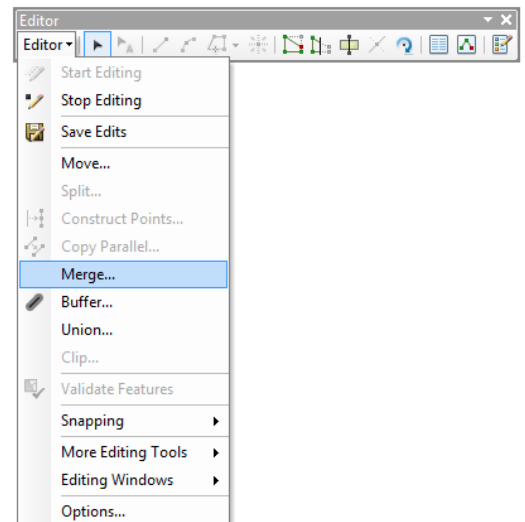 Editor
Editor
Start Editing
Stop Editing
Save Edits
Move...
Split...
Construct Points...
Copy Parallel...
Merge...
Buffer...
Union...
Clip...
Validate Features
Snapping
More Editing Tools
Editing Windows
Options...